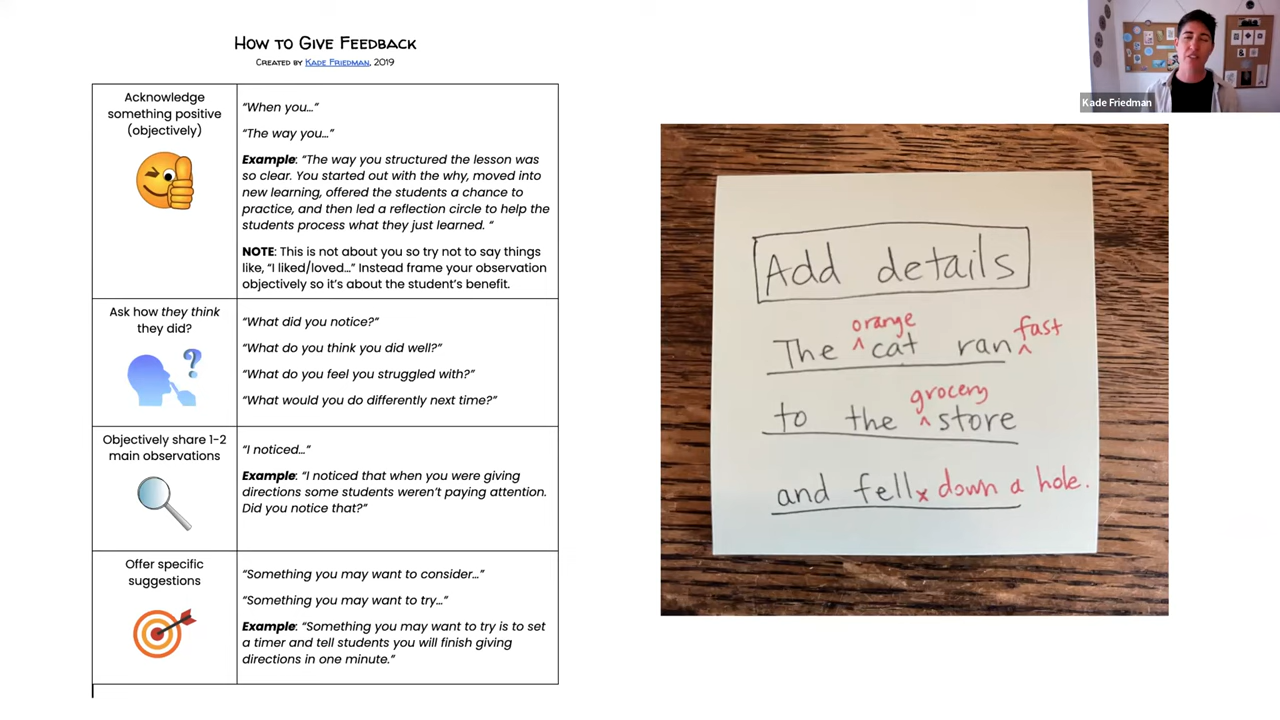 How to Give Feedback
Created by Kade Friedman, 2019
Acknowledge
something positive
(objectively)
“When you…”
“The way you…”
Example: “The way you structured the lesson was
so clear. You started out with the why, moved into
new learning, offered the students a chance to
practice, and then led a reflection circle to help the
students process what they just learned. “
NOTE: This is not about you so try not to say things
like, “I liked/loved…” Instead frame your observation
objectively so it’s about the student’s benefit.
Ask how they think
they did?
“What did you notice?”
“What do you think you did well?”
“What do you feel you struggled with?”
“What would you do differently next time?”
Objectively share 1-2
main observations
“I noticed…”
Example: “I noticed that when you were giving
directions some students weren’t paying attention.
Did you notice that?”
Offer specific
suggestions
“Something you may want to consider…”
“Something you may want to try…”
Example: “Something you may want to try is to set
a timer and tell students you will finish giving
directions in one minute.”
Kade Friedman
Add details
orange fast
The ^ cat ran ^
grocery
to the ^ store
and fell x down a hole.